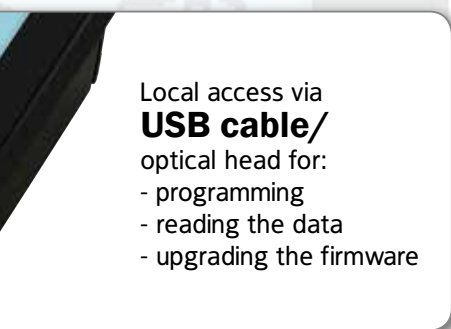 Local access via
USB cable/
optical head for:
- programming
- reading the data
- upgrading the firmware